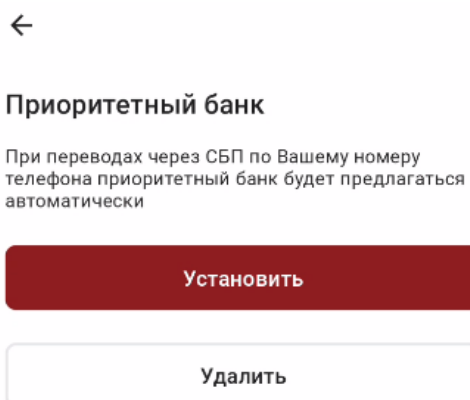 Приоритетный банк
При переводах через СБП по Вашему номеру
телефона приоритетный банк будет предлагаться
автоматически
Установить
Удалить